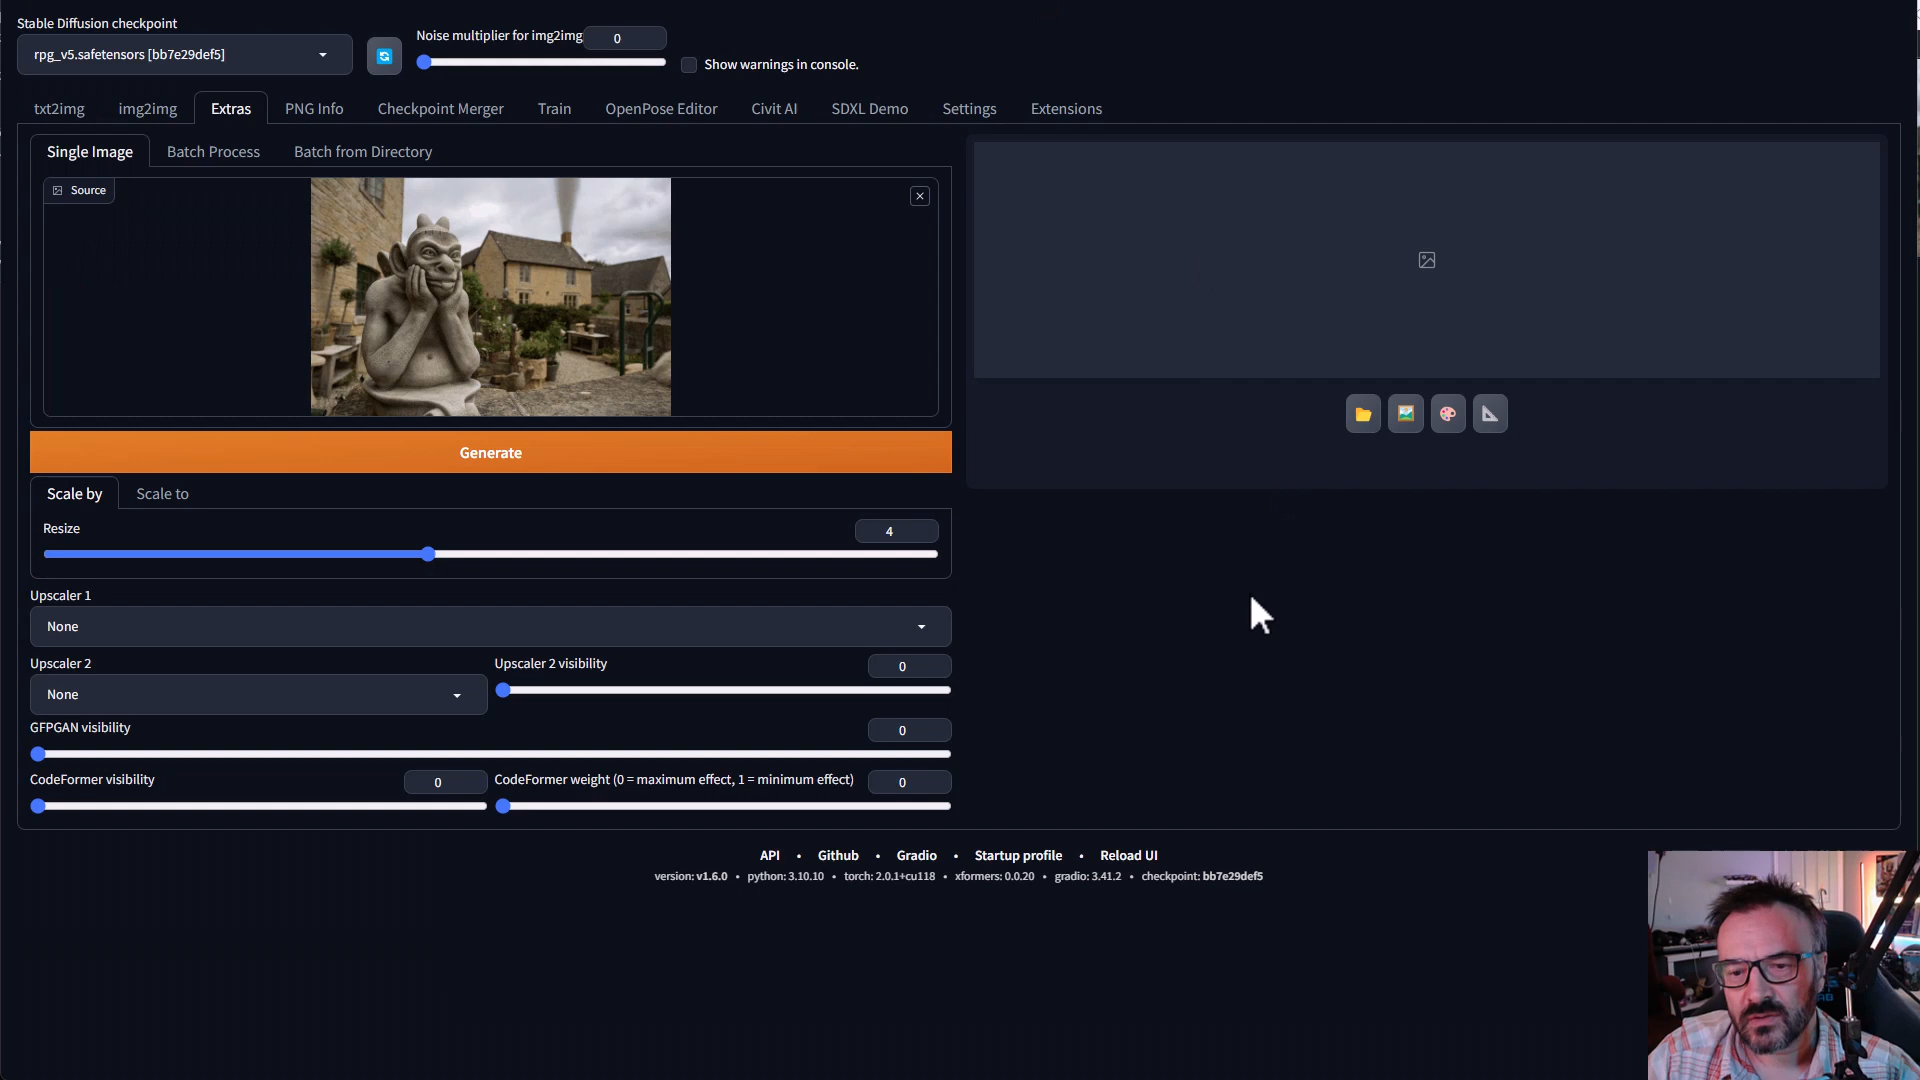 Stable Diffusion checkpoint
rpg_v5.safetensors [bb7e29def5]
Noise multiplier for img2img
0
Show warnings in console.
txt2img img2img Extras PNG Info Checkpoint Merger Train OpenPose Editor Civit AI SDXL Demo Settings Extensions
Single Image Batch Process Batch from Directory
Source
Generate
Scale by Scale to
Resize 4
Upscaler 1
None
Upscaler 2 Upscaler 2 visibility 0
None
GFPGAN visibility 0
CodeFormer visibility 0 CodeFormer weight (0 = maximum effect, 1 = minimum effect) 0
API • Github • Gradio • Startup profile • Reload UI
version: v1.6.0 • python: 3.10.10 • torch: 2.0.1+cu118 • xformers: 0.0.20 • gradio: 3.41.2 • checkpoint: bb7e29def5